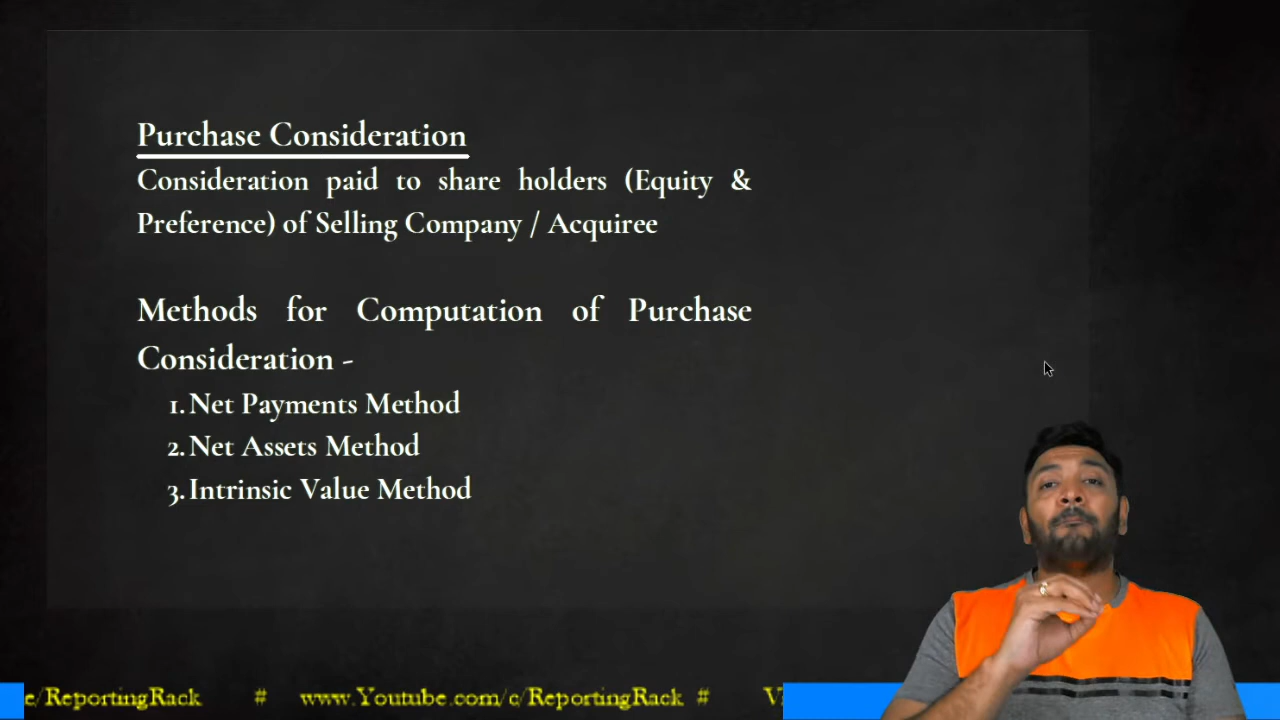 Purchase Consideration
Consideration paid to share holders (Equity &
Preference) of Selling Company / Acquiree
Methods for Computation of Purchase
Consideration -
1. Net Payments Method
2. Net Assets Method
3. Intrinsic Value Method
e/ReportingRack # www.Youtube.com/c/ReportingRack #